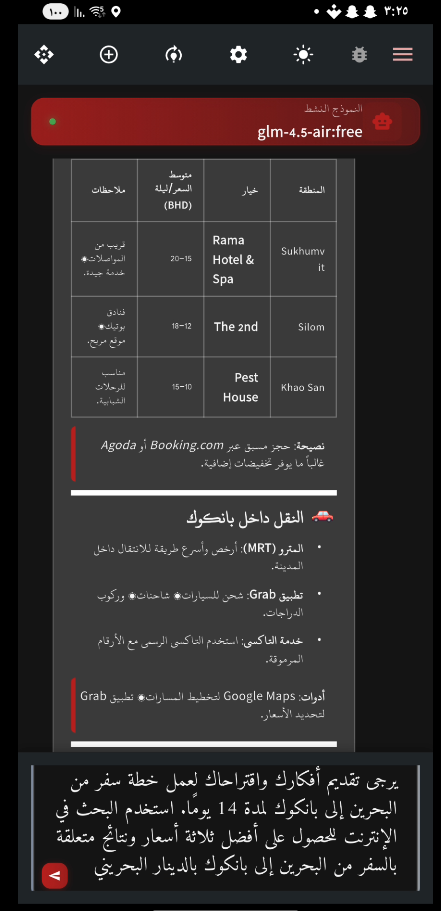 ١٠٠
٣:٢٥
النموذج النشط
glm-4.5-air:free
المنطقة خيار متوسط السعر/ليلة (BHD) ملاحظات
Sukhumvit Rama Hotel & Spa 20–15 قريب من المواصلات، خدمة جيدة.
Silom The 2nd 18–12 فنادق بوتيك، موقع مريح.
Khao San Pest House 15–10 مناسب للرحلات الشبابية.
نصيحة: حجز مسبق عبر Booking.com أو Agoda
غالباً ما يوفر تخفيضات إضافية.
النقل داخل بانكوك
• المترو (MRT): أرخص وأسرع طريقة للانتقال داخل
المدينة.
• تطبيق Grab: شحن للسيارات، شاحنات، وركوب
الدراجات.
• خدمة التاكسي: استخدم التاكسي الرسمي مع الأرقام
المرموقة.
أدوات: Google Maps لتخطيط المسارات، تطبيق Grab
لتحديد الأسعار.
يرجى تقديم أفكارك واقتراحاك لعمل خطة سفر من
البحرين إلى بانكوك لمدة 14 يومًا. استخدم البحث في
الإنترنت للحصول على أفضل ثلاثة أسعار ونتائج متعلقة
بالسفر من البحرين إلى بانكوك بالدينار البحريني